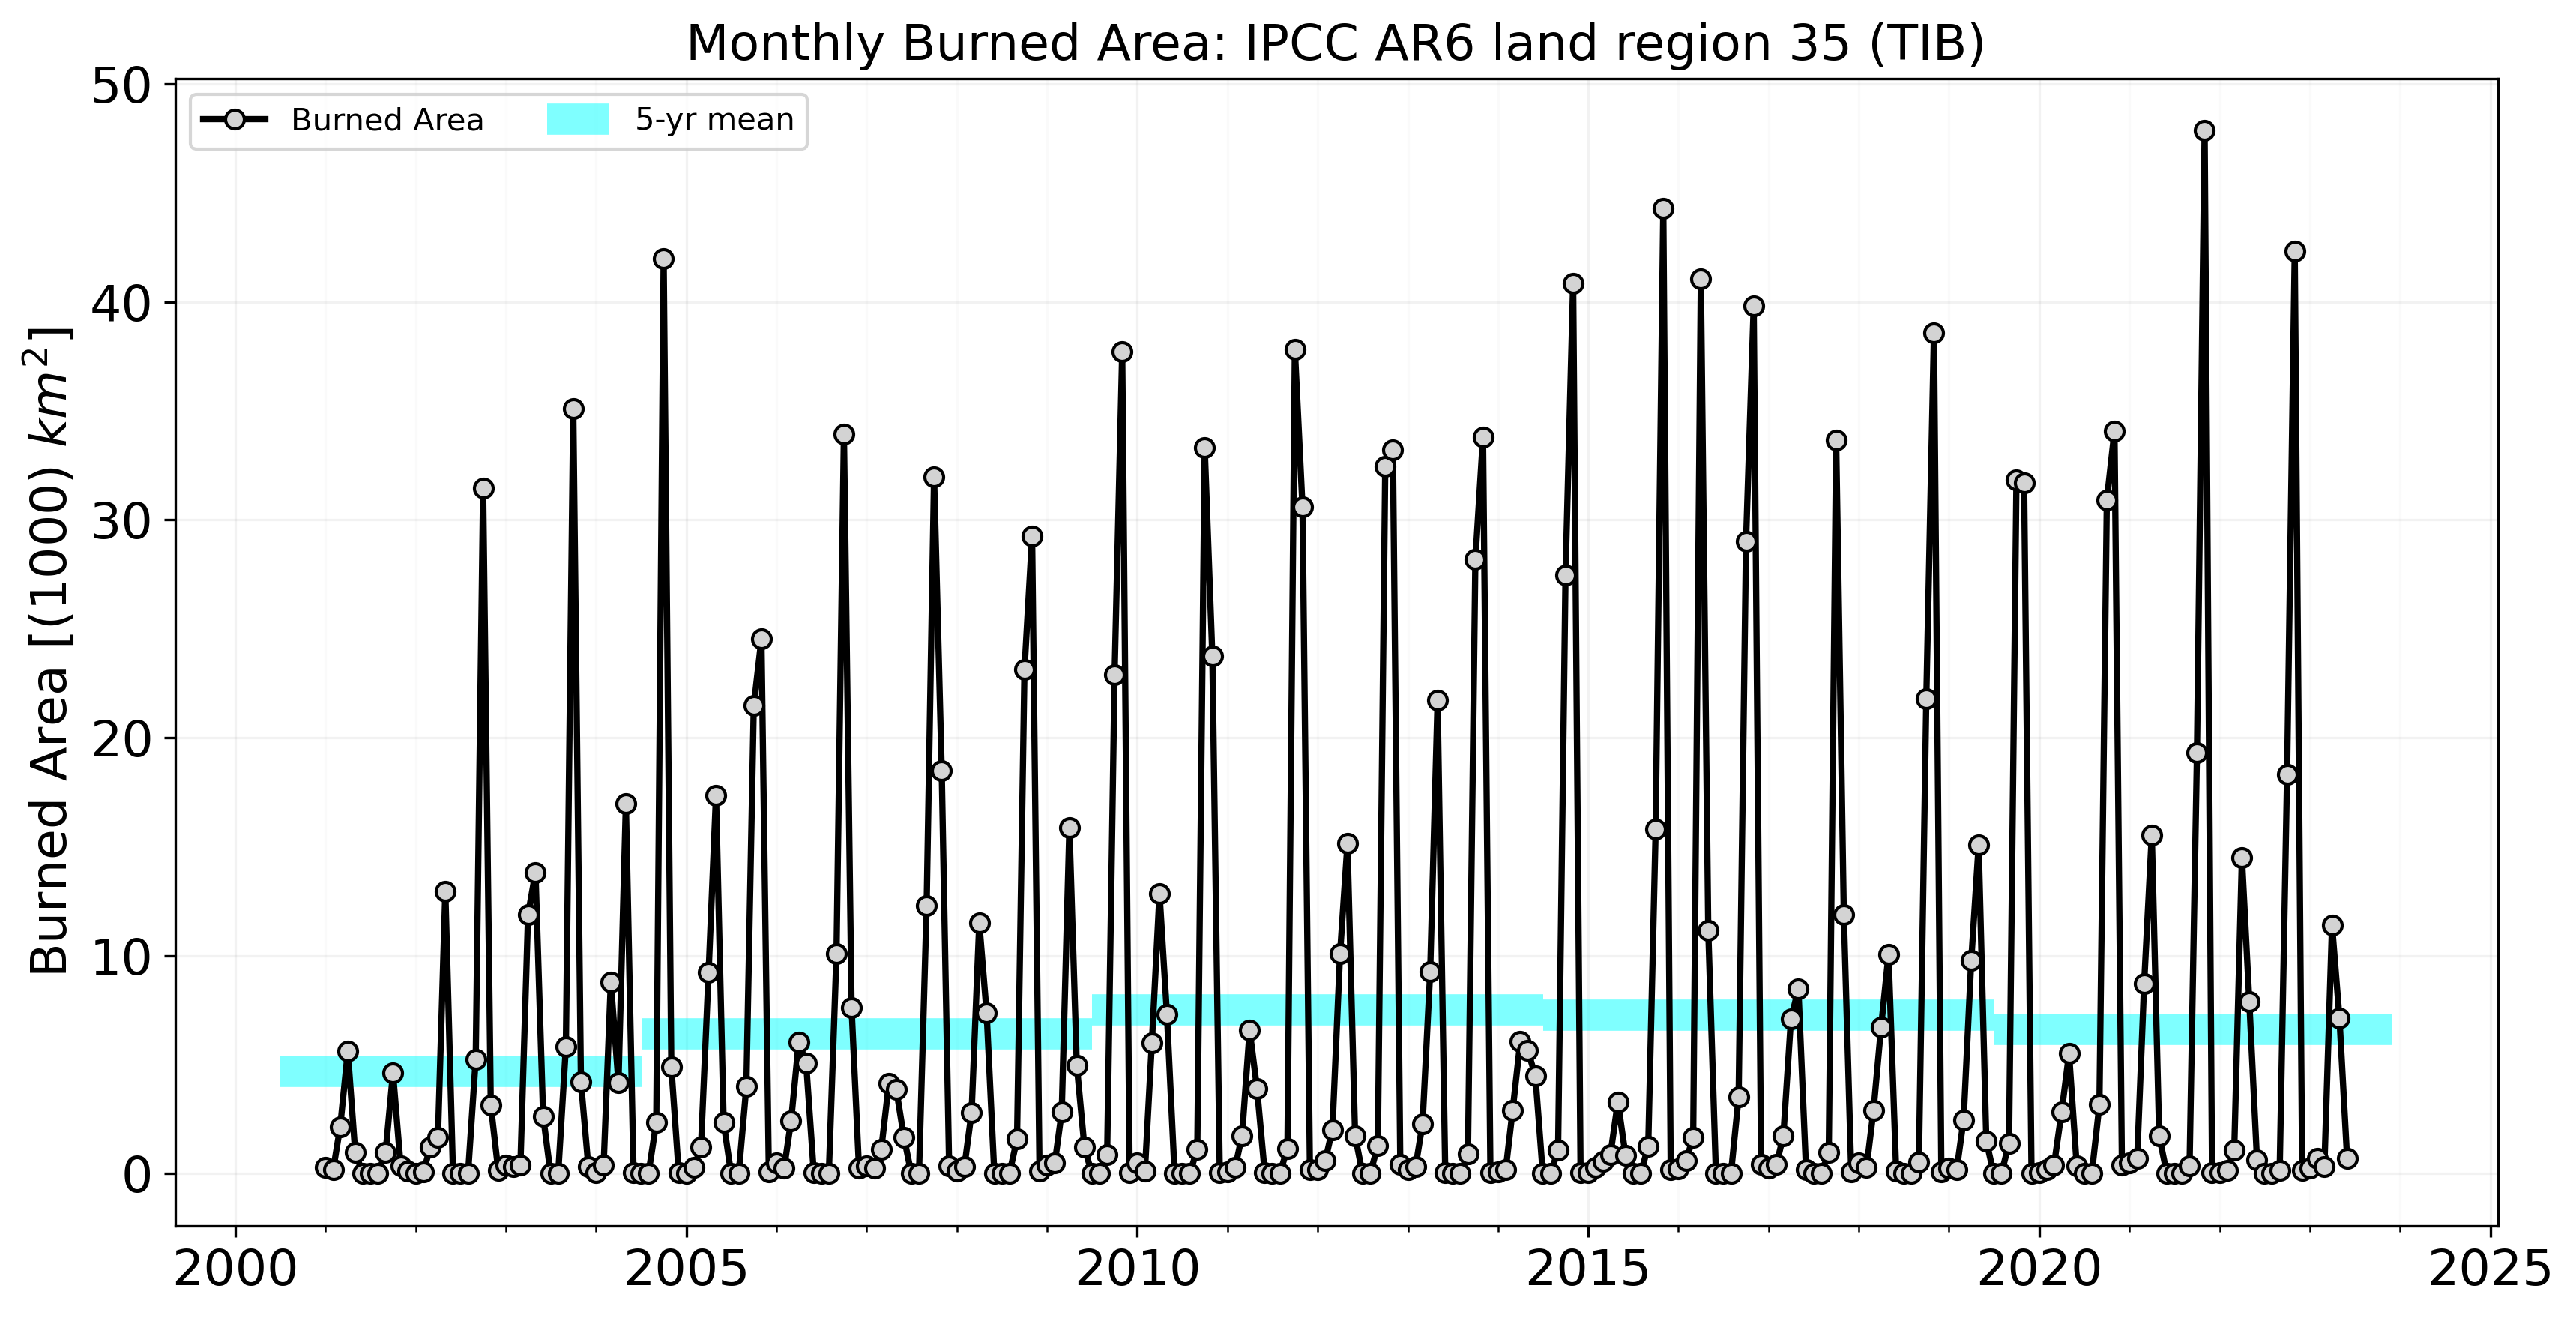 Monthly Burned Area: IPCC AR6 land region 35 (TIB)
Burned Area
5-yr mean
Burned Area [(1000) km²]
50
40
30
20
10
0
2000 2005 2010 2015 2020 2025